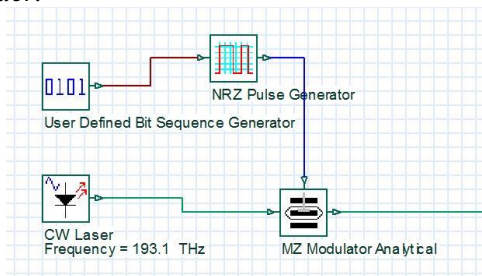 0101
NRZ Pulse Generator
User Defined Bit Sequence Generator
CW Laser
Frequency = 193.1 THz
MZ Modulator Analytical